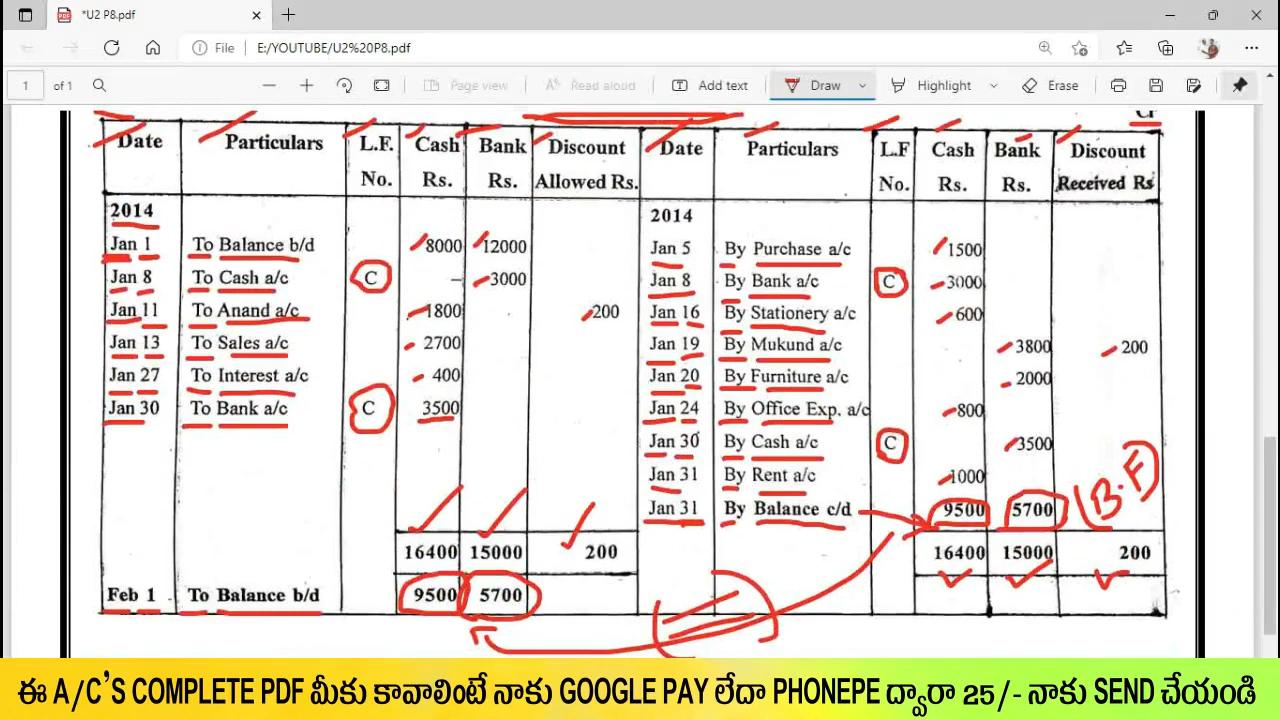 *U2 P8.pdf
File E:/YOUTUBE/U2%20P8.pdf
1 of 1 Page view Read aloud Add text Draw Highlight Erase
Cr
Date Particulars L.F. No. Cash Rs. Bank Rs. Discount Allowed Rs. Date Particulars L.F No. Cash Rs. Bank Rs. Discount Received Rs
2014 2014
Jan 1 To Balance b/d 8000 12000 Jan 5 By Purchase a/c 1500
Jan 8 To Cash a/c C – 3000 Jan 8 By Bank a/c C 3000
Jan 11 To Anand a/c 1800 200 Jan 16 By Stationery a/c 600
Jan 13 To Sales a/c 2700 Jan 19 By Mukund a/c 3800 200
Jan 27 To Interest a/c 400 Jan 20 By Furniture a/c 2000
Jan 30 To Bank a/c C 3500 Jan 24 By Office Exp. a/c 800
Jan 30 By Cash a/c C 3500
Jan 31 By Rent a/c 1000
Jan 31 By Balance c/d 9500 5700 (B.F)
16400 15000 200 16400 15000 200
Feb 1 To Balance b/d 9500 5700
ఈ A/C'S COMPLETE PDF మీకు కావాలంటే నాకు GOOGLE PAY లేదా PHONEPE ద్వారా 25/- నాకు SEND చేయండి